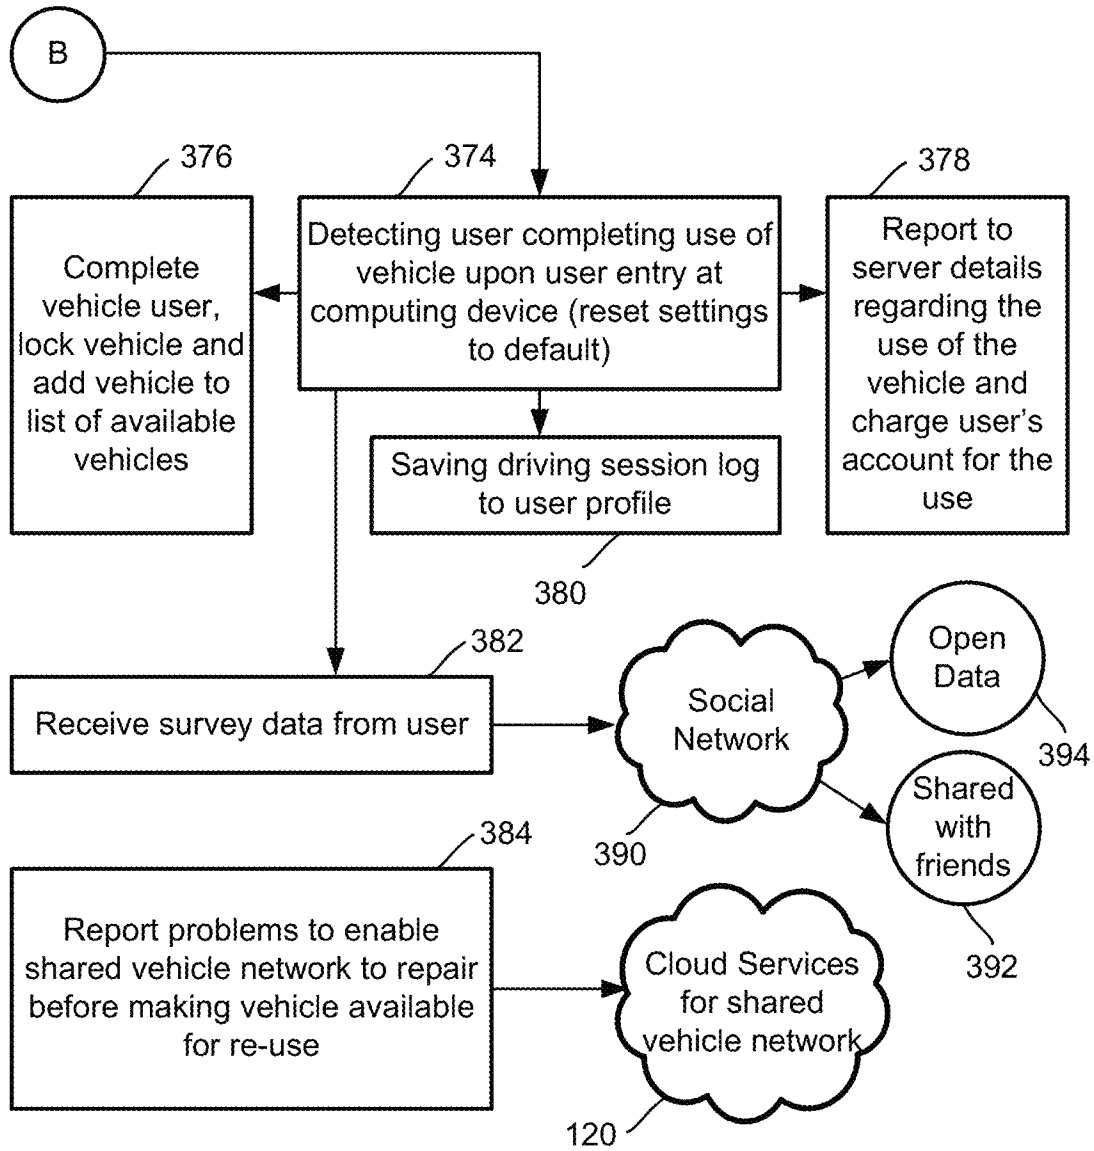 B
376
374
378
Complete
vehicle user,
lock vehicle and
add vehicle to
list of available
vehicles
Detecting user completing use of
vehicle upon user entry at
computing device (reset settings
to default)
Report to
server details
regarding the
use of the
vehicle and
charge user's
account for the
use
Saving driving session log
to user profile
380
382
Receive survey data from user
Social
Network
390
Open
Data
394
Shared
with
friends
392
384
Report problems to enable
shared vehicle network to repair
before making vehicle available
for re-use
Cloud Services
for shared
vehicle network
120